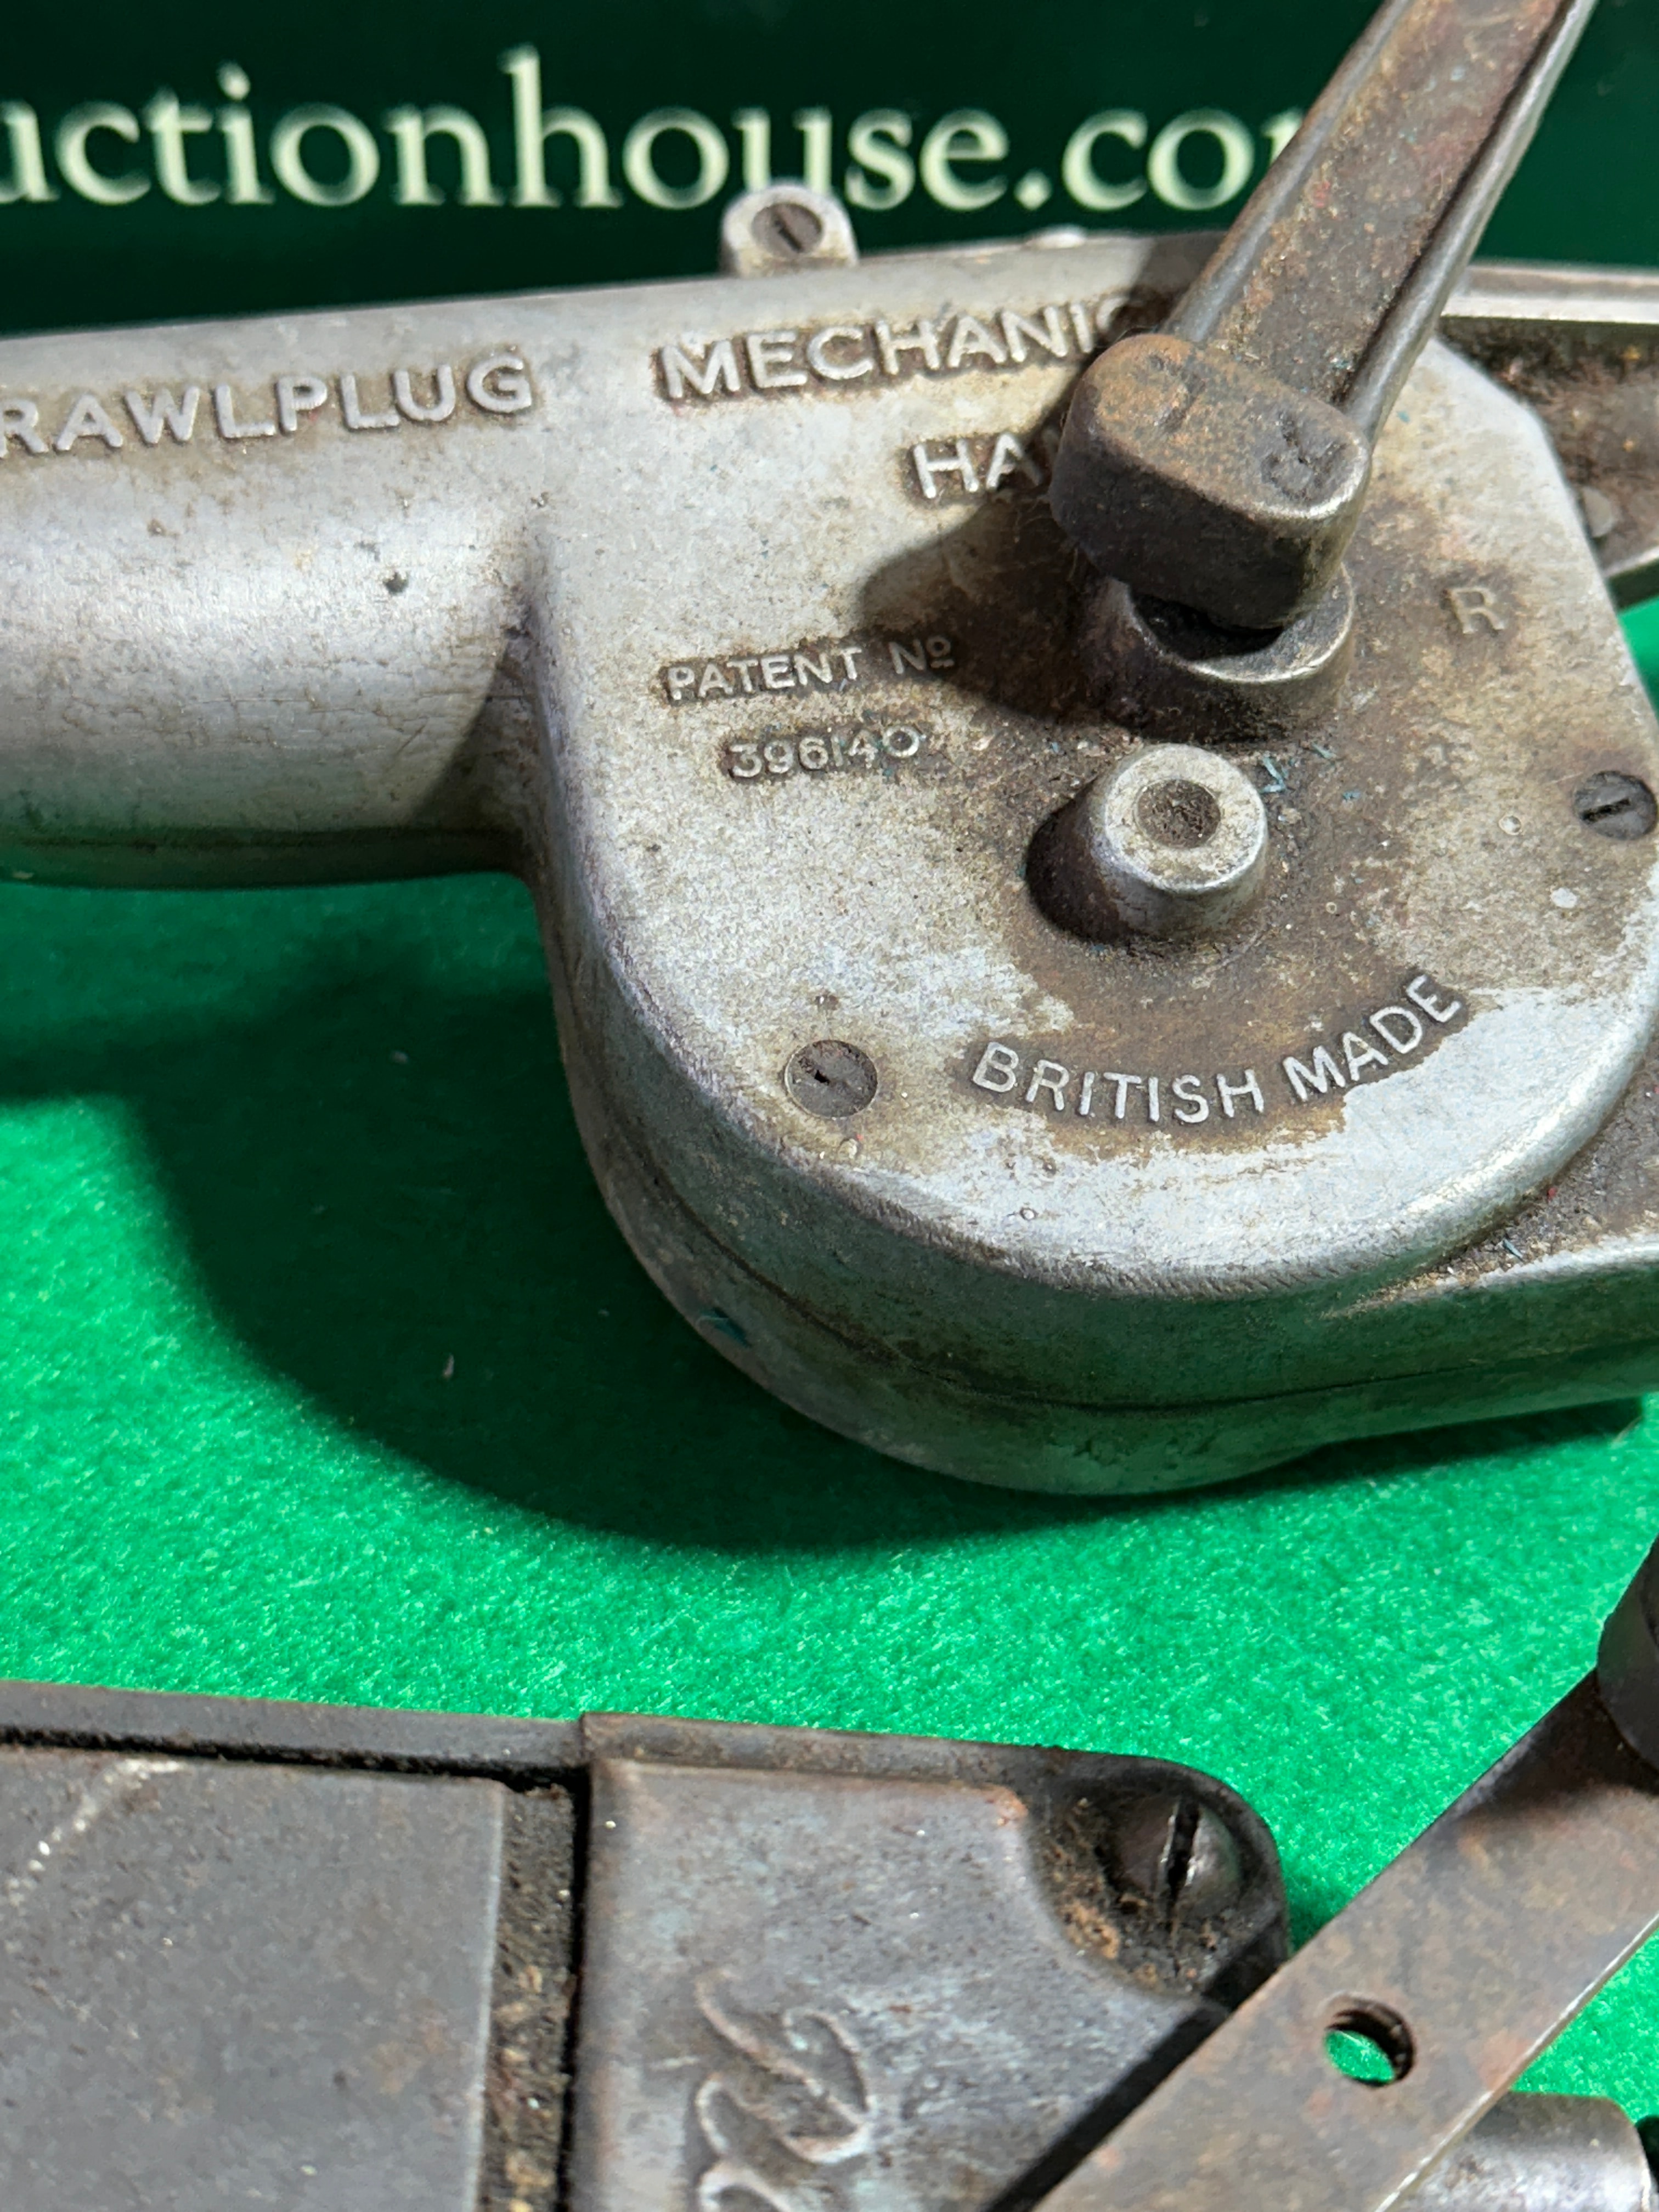 uctionhouse.co
RAWLPLUG MECHANIC
HA
PATENT Nº
396140
R
BRITISH MADE